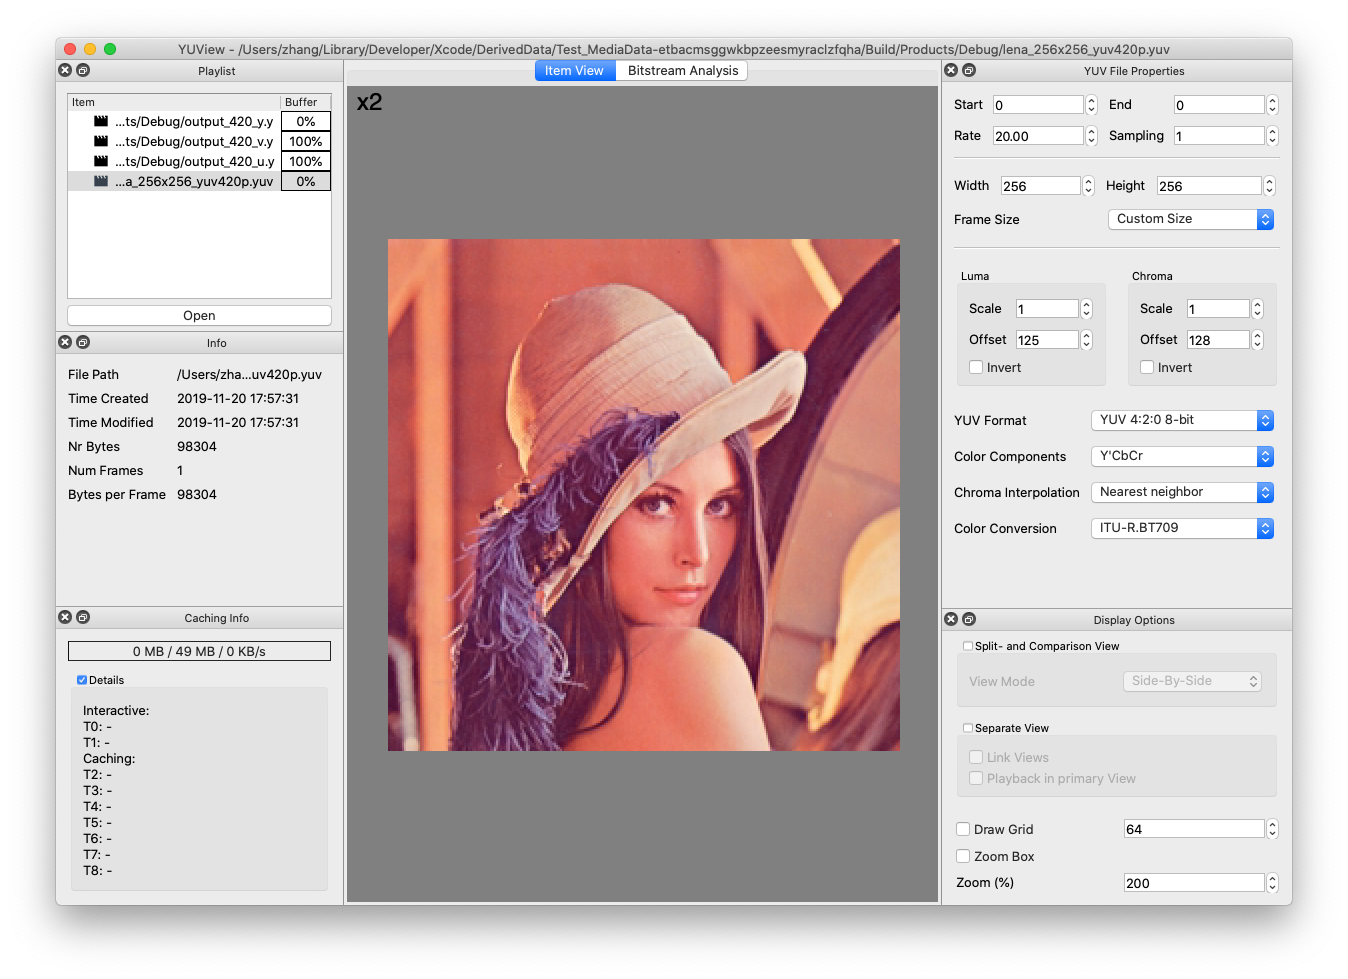 YUView - /Users/zhang/Library/Developer/Xcode/DerivedData/Test_MediaData-etbacmsggwkbpzeesmyraclzfqha/Build/Products/Debug/lena_256x256_yuv420p.yuv
Playlist
Item Buffer
...ts/Debug/output_420_y.y 0%
...ts/Debug/output_420_v.y 100%
...ts/Debug/output_420_u.y 100%
...a_256x256_yuv420p.yuv 0%
Open
Info
File Path /Users/zha...uv420p.yuv
Time Created 2019-11-20 17:57:31
Time Modified 2019-11-20 17:57:31
Nr Bytes 98304
Num Frames 1
Bytes per Frame 98304
Caching Info
0 MB / 49 MB / 0 KB/s
Details
Interactive:
T0: -
T1: -
Caching:
T2: -
T3: -
T4: -
T5: -
T6: -
T7: -
T8: -
Item View Bitstream Analysis
x2
YUV File Properties
Start 0 End 0
Rate 20.00 Sampling 1
Width 256 Height 256
Frame Size Custom Size
Luma Chroma
Scale 1 Scale 1
Offset 125 Offset 128
Invert Invert
YUV Format YUV 4:2:0 8-bit
Color Components Y'CbCr
Chroma Interpolation Nearest neighbor
Color Conversion ITU-R.BT709
Display Options
Split- and Comparison View
View Mode Side-By-Side
Separate View
Link Views
Playback in primary View
Draw Grid 64
Zoom Box
Zoom (%) 200